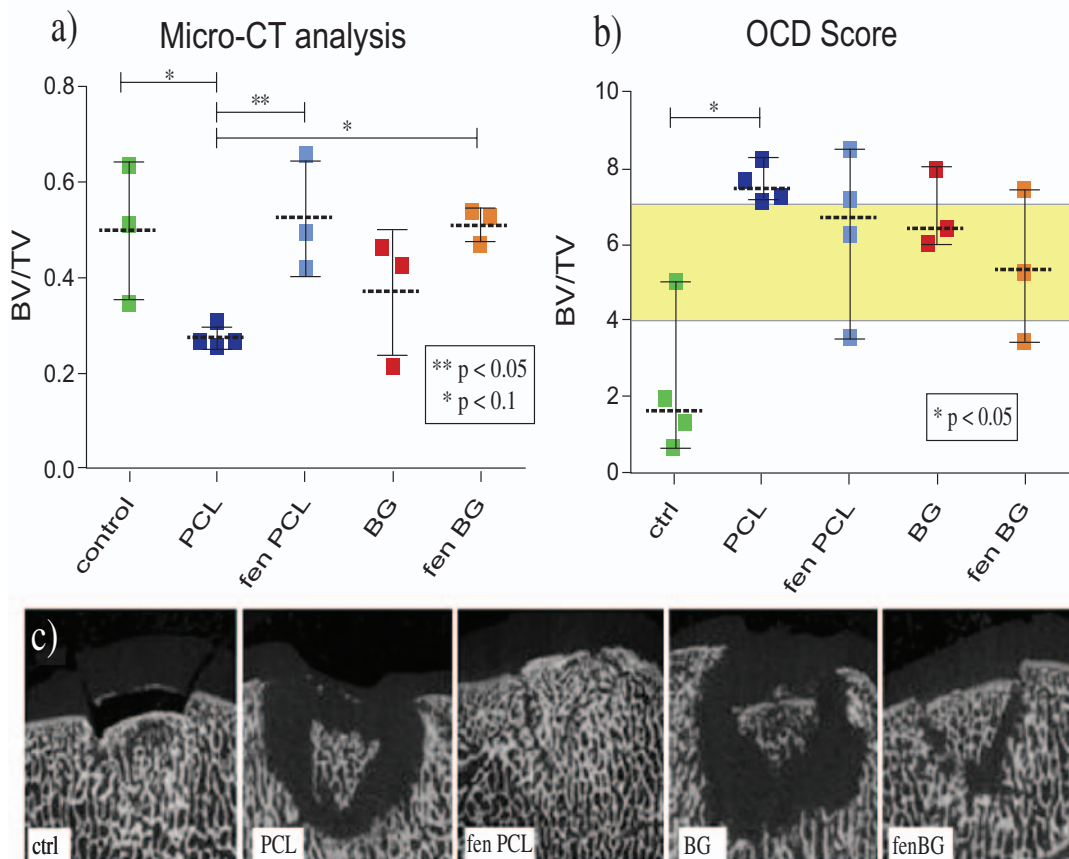 a)
Micro-CT analysis
BV/TV
0.8
0.6
0.4
0.2
0.0
*
**
*
** p < 0.05
* p < 0.1
control
PCL
fen PCL
BG
fen BG
b)
OCD Score
BV/TV
10
8
6
4
2
0
*
* p < 0.05
ctrl
PCL
fen PCL
BG
fen BG
c)
ctrl
PCL
fen PCL
BG
fenBG